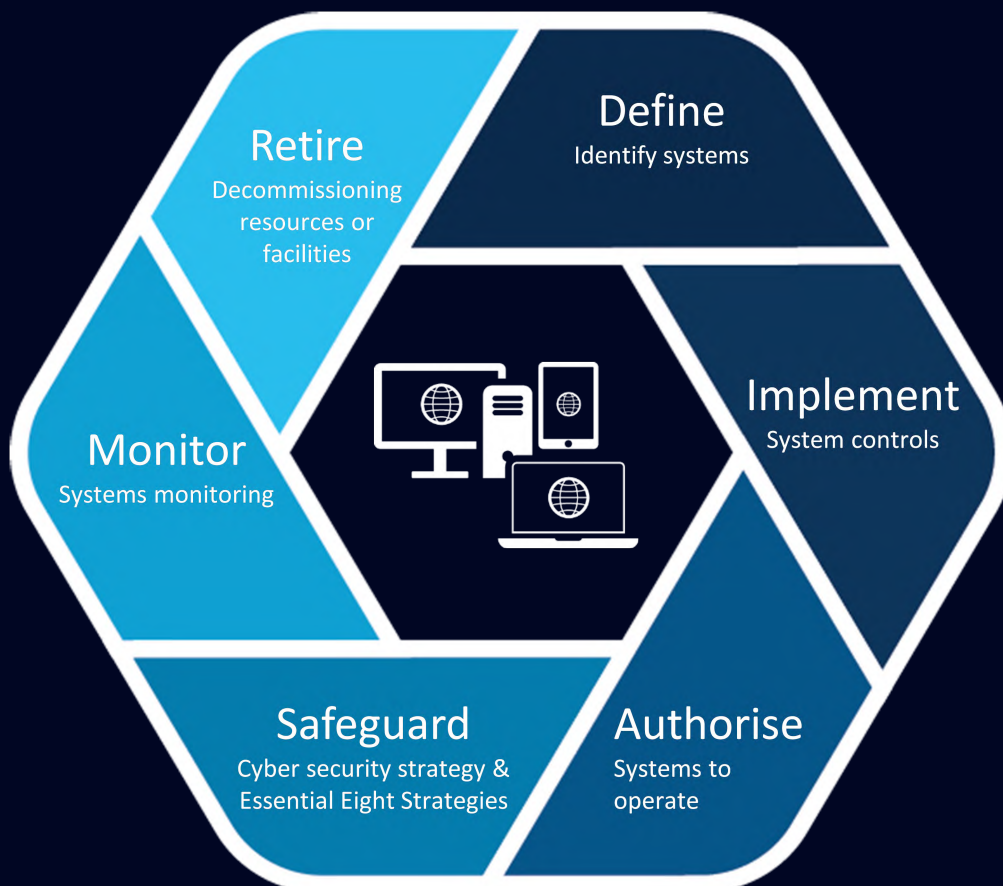 Define
Identify systems
Implement
System controls
Authorise
Systems to
operate
Safeguard
Cyber security strategy &
Essential Eight Strategies
Monitor
Systems monitoring
Retire
Decommissioning
resources or
facilities